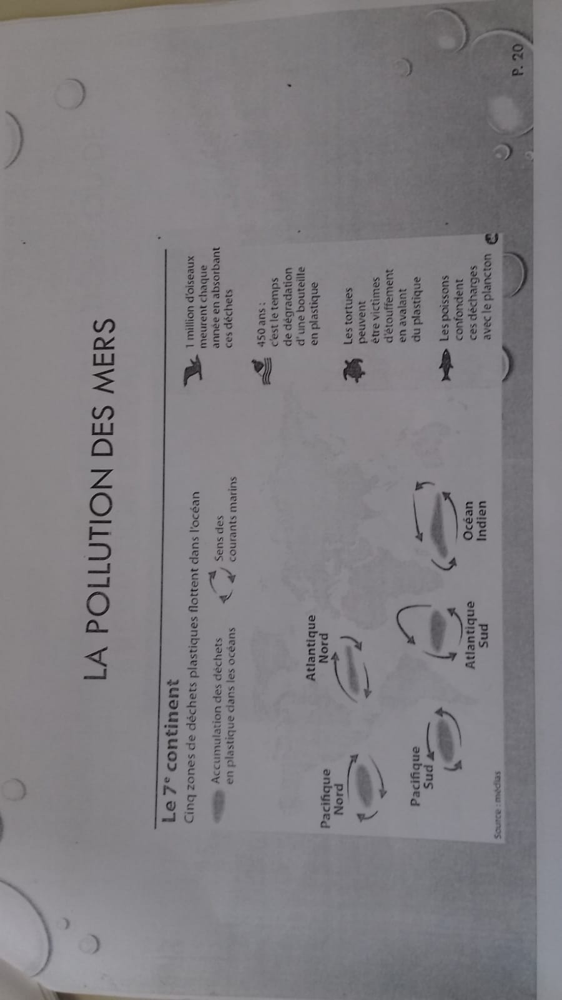 LA POLLUTION DES MERS
Le 7e continent
Cinq zones de déchets plastiques flottent dans l'océan
Accumulation des déchets
en plastique dans les océans
Sens des
courants marins
Pacifique
Nord
Atlantique
Nord
Pacifique
Sud
Atlantique
Sud
Océan
Indien
Source : médias
1 million d'oiseaux
meurent chaque
année en absorbant
ces déchets
450 ans :
c'est le temps
de dégradation
d' une bouteille
en plastique
Les tortues
peuvent
être victimes
d'étouffement
en avalant
du plastique
Les poissons
confondent
ces décharges
avec le plancton
P. 20